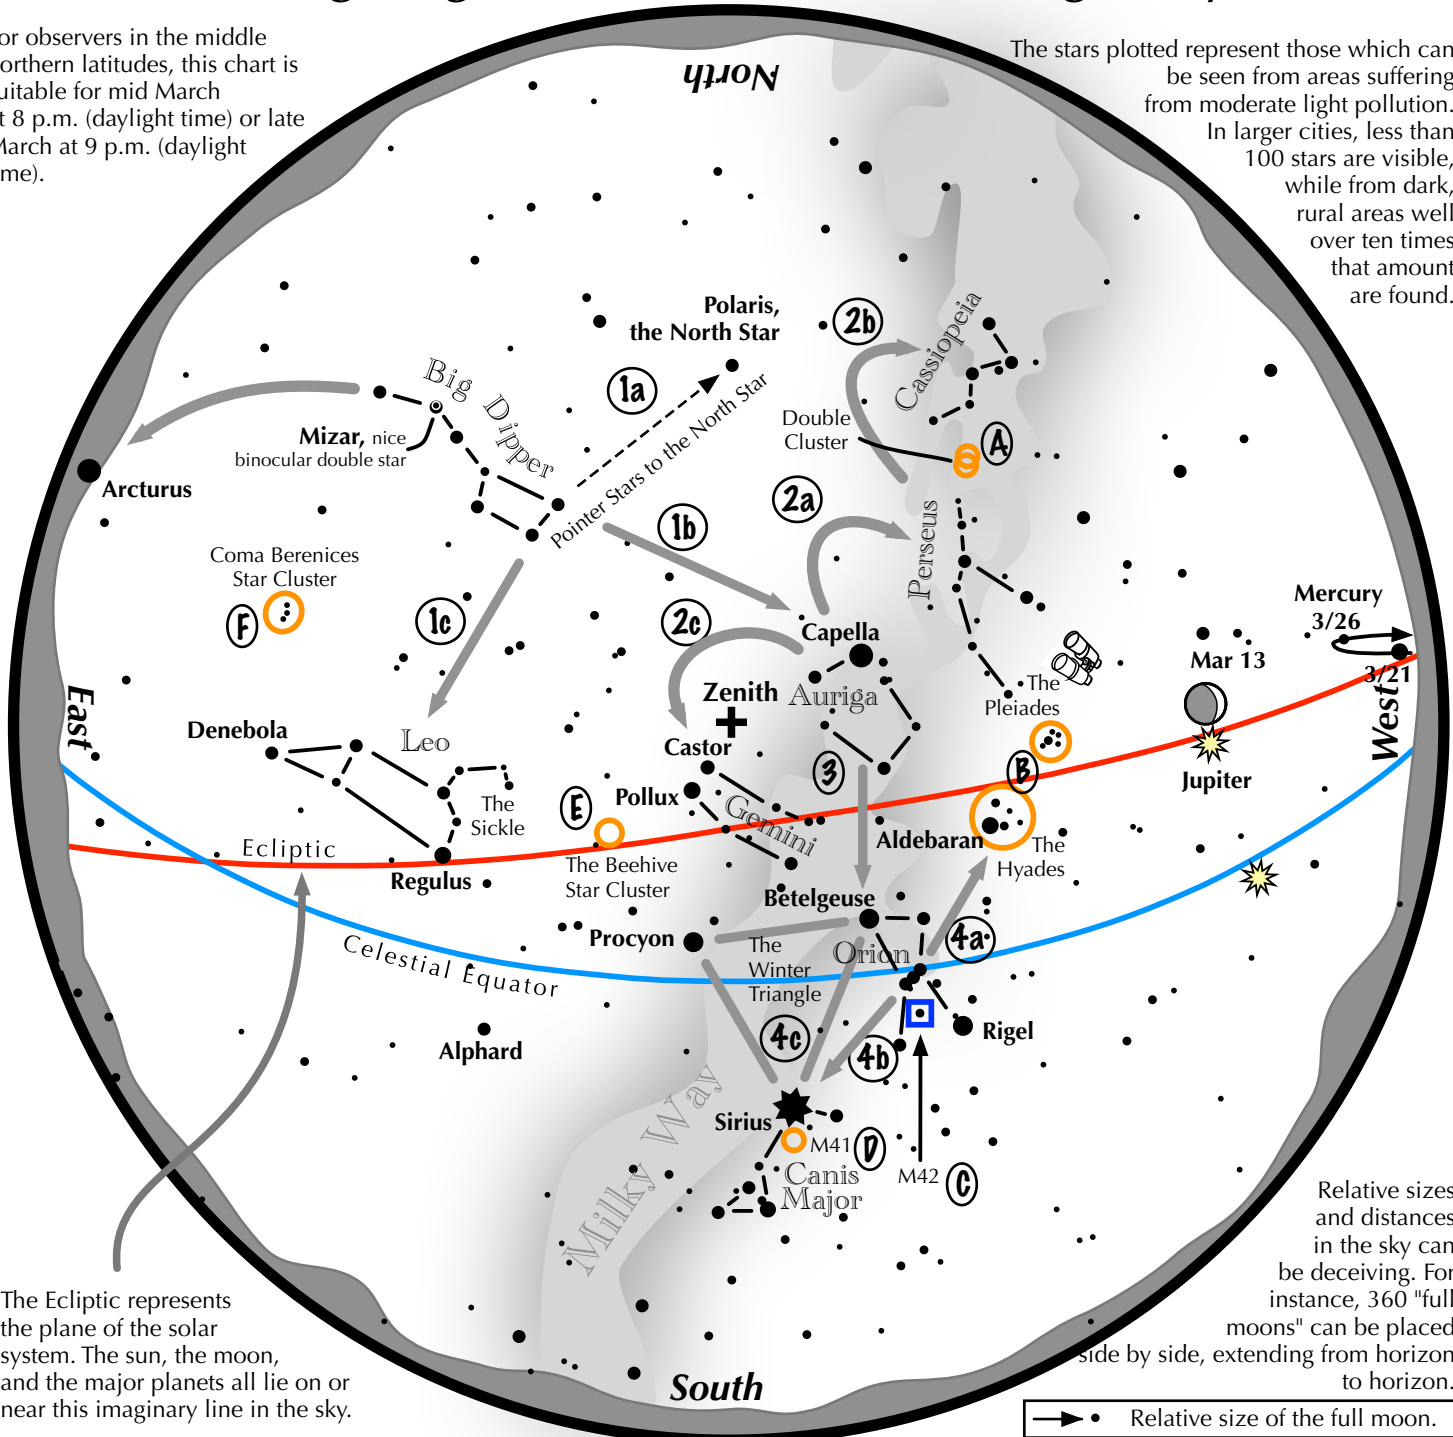 or observers in the middle
orthern latitudes, this chart is
uitable for mid March
t 8 p.m. (daylight time) or late
March at 9 p.m. (daylight
me).
The stars plotted represent those which can
be seen from areas suffering
from moderate light pollution.
In larger cities, less than
100 stars are visible,
while from dark,
rural areas well
over ten times
that amount
are found.
North
Polaris,
the North Star
2b
Cassiopeia
1a
Big Dipper
Pointer Stars to the North Star
Mizar, nice
binocular double star
Double
Cluster
A
Arcturus
2a
1b
Perseus
Coma Berenices
Star Cluster
F
1c
2c
Capella
Mercury
3/26
3/21
Mar 13
The
Pleiades
Zenith
Auriga
East
West
Denebola
Leo
Castor
3
B
Jupiter
Pollux
Gemini
The
Sickle
E
Aldebaran
The
Hyades
Ecliptic
The Beehive
Star Cluster
Regulus
Betelgeuse
Procyon
The
Winter
Triangle
Orion
4a
Celestial Equator
4c
4b
Rigel
Alphard
Milky Way
Sirius
M41
D
M42
C
Canis
Major
Relative sizes
and distances
in the sky can
be deceiving. For
instance, 360 "full
moons" can be placed
side by side, extending from horizon
to horizon.
The Ecliptic represents
the plane of the solar
system. The sun, the moon,
and the major planets all lie on or
near this imaginary line in the sky.
South
Relative size of the full moon.